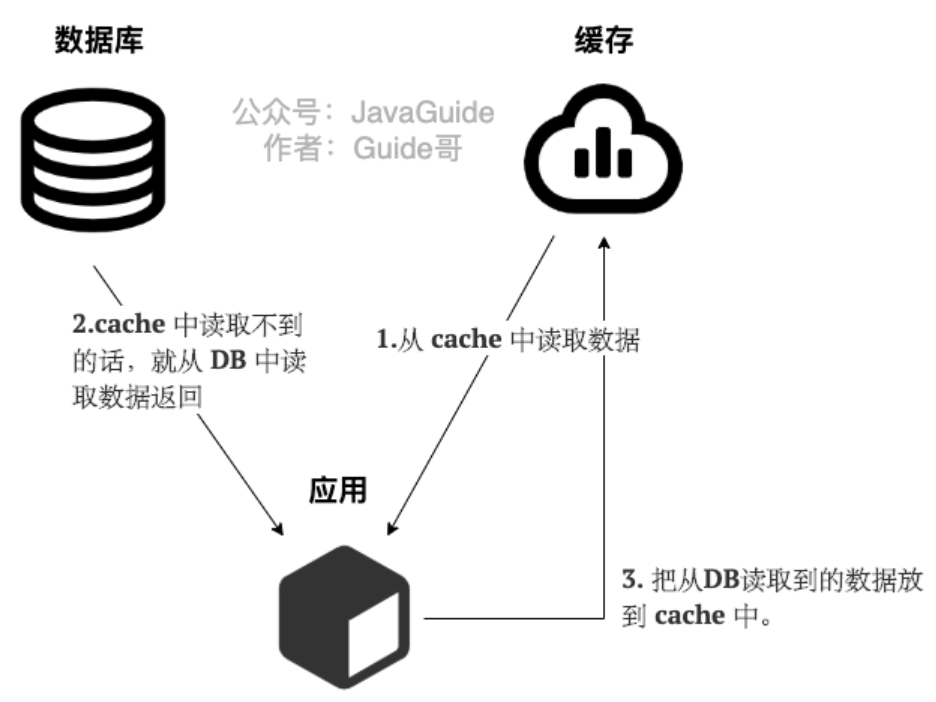 数据库
缓存
公众号：JavaGuide
作者：Guide哥
2.cache 中读取不到
的话，就从 DB 中读
取数据返回
1.从 cache 中读取数据
应用
3. 把从DB读取到的数据放
到 cache 中。